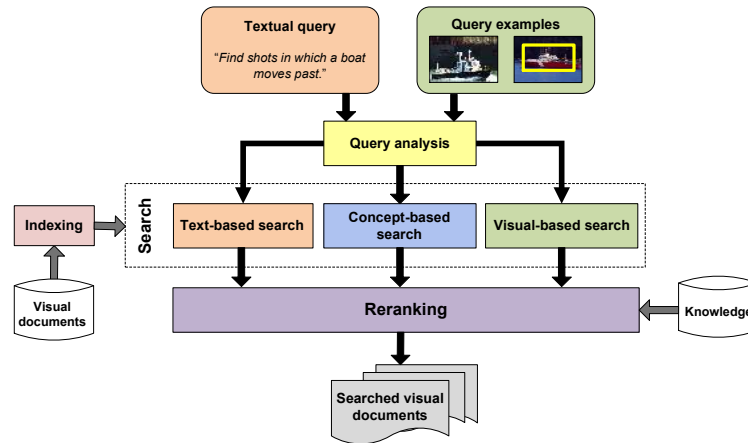 Textual query
“Find shots in which a boat
moves past.”
Query examples
Query analysis
Search
Indexing
Text-based search
Concept-based
search
Visual-based search
Visual
documents
Reranking
Knowledge
Searched visual
documents